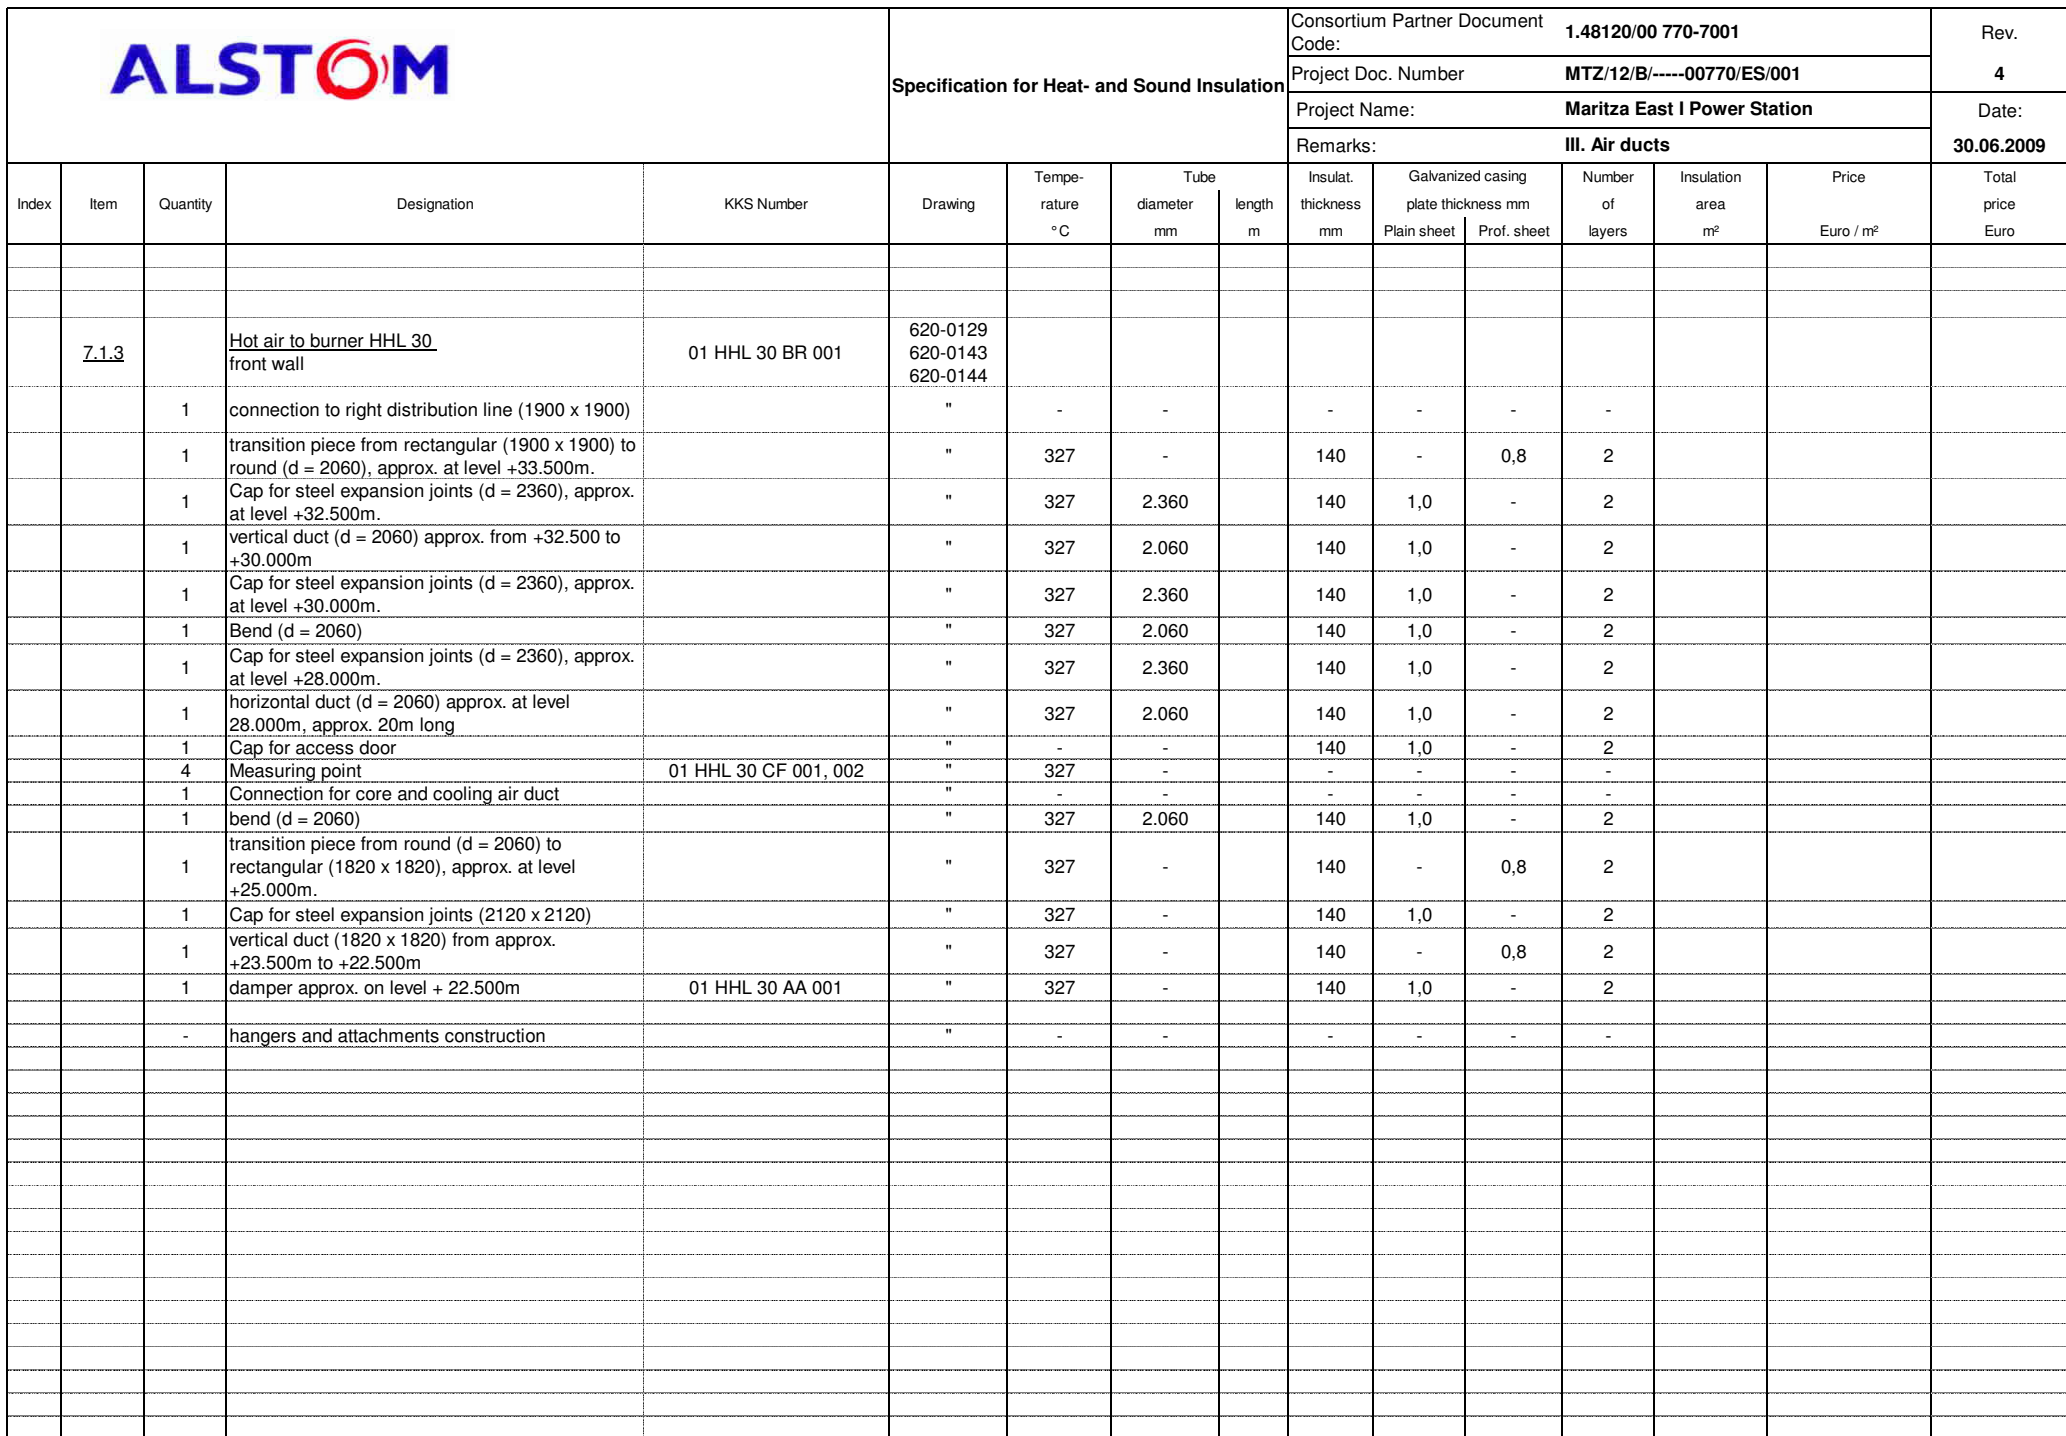 ALSTOM
Specification for Heat- and Sound Insulation
Consortium Partner Document
Code:
1.48120/00 770-7001
Rev.
Project Doc. Number MTZ/12/B/-----00770/ES/001 4
Project Name: Maritza East I Power Station Date:
Remarks: III. Air ducts 30.06.2009
Index Item Quantity Designation KKS Number Drawing
Tempe-
rature
°C
Tube
diameter
mm
length
m
Insulat.
thickness
mm
Galvanized casing
plate thickness mm
Plain sheet Prof. sheet
Number
of
layers
Insulation
area
m²
Price
Euro / m²
Total
price
Euro
7.1.3
Hot air to burner HHL 30
front wall
01 HHL 30 BR 001
620-0129
620-0143
620-0144
1 connection to right distribution line (1900 x 1900) " - - - - - -
1 transition piece from rectangular (1900 x 1900) to
round (d = 2060), approx. at level +33.500m. " 327 - 140 - 0,8 2
1 Cap for steel expansion joints (d = 2360), approx.
at level +32.500m. " 327 2.360 140 1,0 - 2
1 vertical duct (d = 2060) approx. from +32.500 to
+30.000m " 327 2.060 140 1,0 - 2
1 Cap for steel expansion joints (d = 2360), approx.
at level +30.000m. " 327 2.360 140 1,0 - 2
1 Bend (d = 2060) " 327 2.060 140 1,0 - 2
1 Cap for steel expansion joints (d = 2360), approx.
at level +28.000m. " 327 2.360 140 1,0 - 2
1 horizontal duct (d = 2060) approx. at level
28.000m, approx. 20m long " 327 2.060 140 1,0 - 2
1 Cap for access door " - - 140 1,0 - 2
4 Measuring point 01 HHL 30 CF 001, 002 " 327 - - - - -
1 Connection for core and cooling air duct " - - - - - -
1 bend (d = 2060) " 327 2.060 140 1,0 - 2
1 transition piece from round (d = 2060) to
rectangular (1820 x 1820), approx. at level
+25.000m. " 327 - 140 - 0,8 2
1 Cap for steel expansion joints (2120 x 2120) " 327 - 140 1,0 - 2
1 vertical duct (1820 x 1820) from approx.
+23.500m to +22.500m " 327 - 140 - 0,8 2
1 damper approx. on level + 22.500m 01 HHL 30 AA 001 " 327 - 140 1,0 - 2
- hangers and attachments construction " - - - - - -